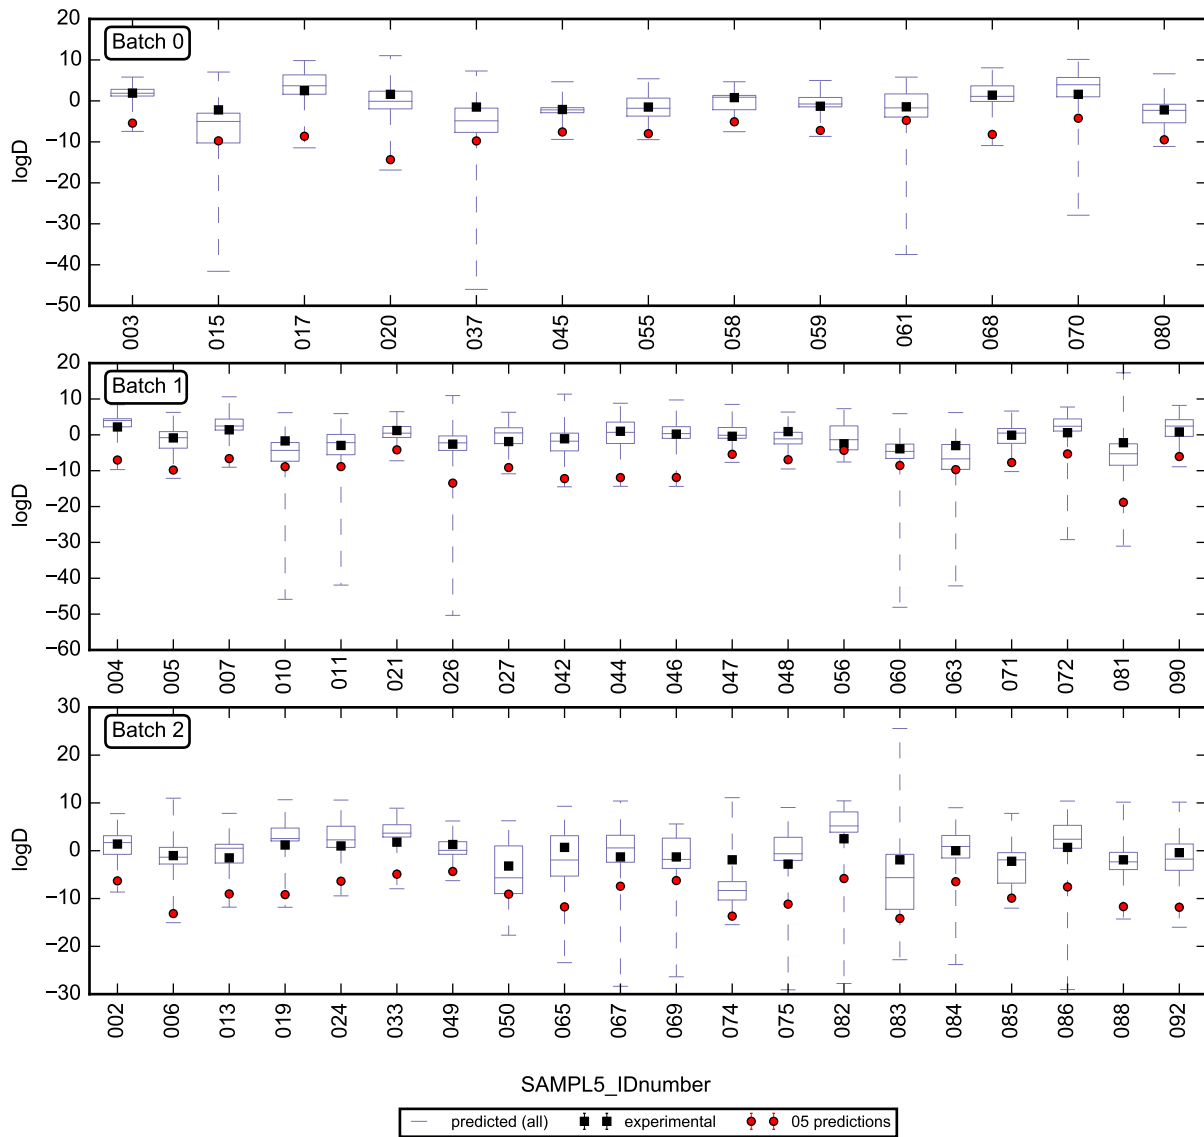 20
Batch 0
10
0
−10
−20
−30
−40
−50
logD
003 015 017 020 037 045 055 058 059 061 068 070 080
20
Batch 1
10
0
−10
−20
−30
−40
−50
−60
logD
004 005 007 010 011 021 026 027 042 044 046 047 048 056 060 063 071 072 081 090
30
Batch 2
20
10
0
−10
−20
−30
logD
002 006 013 019 024 033 049 050 065 067 069 074 075 082 083 084 085 086 088 092
SAMPL5_IDnumber
predicted (all) experimental 05 predictions